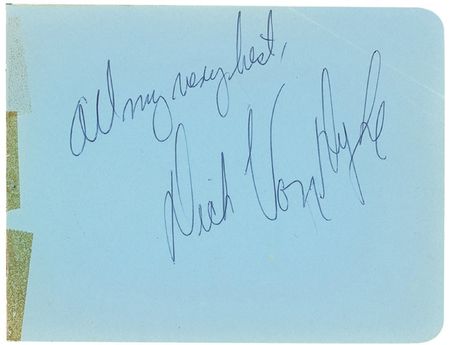 All my very best,
Dick Van Dyke